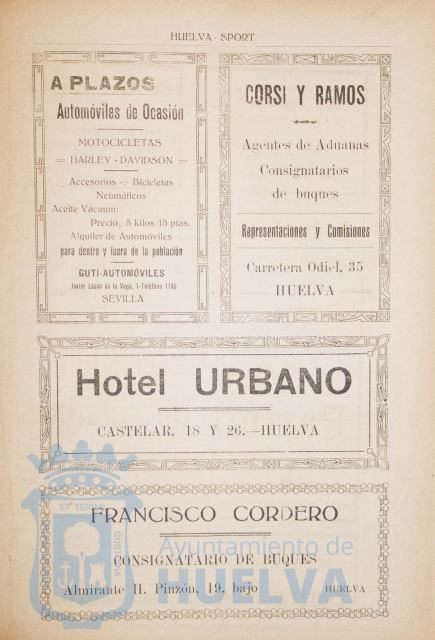 HUELVA - SPORT
A PLAZOS
Automóviles de Ocasión
MOTOCICLETAS
= HARLEY - DAVIDSON =
Accesorios -:- Bicicletas
Neumáticos
Aceite Vacuum:
Precio, 5 kilos 15 ptas.
Alquiler de Automóviles
para dentro y fuera de la población
GUTI-AUTOMÓVILES
Javier Lasso de la Vega, 1.-Teléfono 1165
SEVILLA
CORSI Y RAMOS
Agentes de Aduanas
Consignatarios
de buques
Representaciones y Comisiones
Carretera Odiel, 35
HUELVA
Hotel URBANO
CASTELAR, 18 Y 26.—HUELVA
FRANCISCO CORDERO
CONSIGNATARIO DE BUQUES
Almirante H. Pinzón, 19, bajo HUELVA
Ayuntamiento de
HUELVA